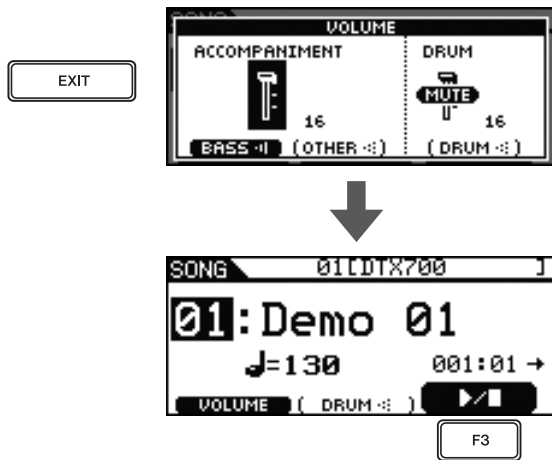 SONG
VOLUME
ACCOMPANIMENT DRUM
EXIT
MUTE
16 16
BASS (OTHER) (DRUM)
SONG 01[DTX700 ]
01:Demo 01
=130 001:01
VOLUME ( DRUM )
F3